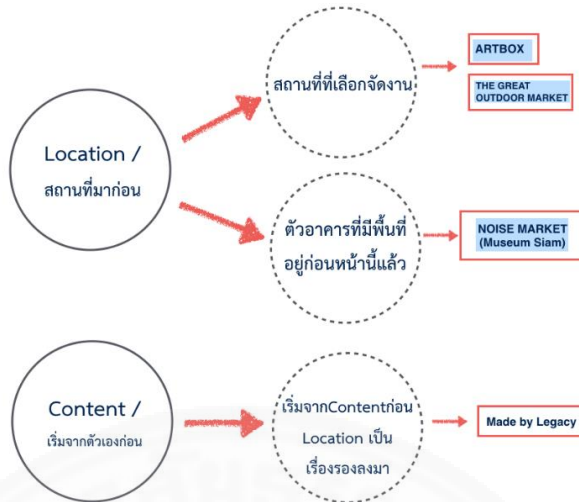 Location /
สถานที่มาก่อน
สถานที่ที่เลือกจัดงาน
ARTBOX
THE GREAT
OUTDOOR MARKET
ตัวอาคารที่มีพื้นที่
อยู่ก่อนหน้านี้แล้ว
NOISE MARKET
(Museum Siam)
Content /
เริ่มจากตัวเองก่อน
เริ่มจากContentก่อน
Location เป็น
เรื่องรองลงมา
Made by Legacy